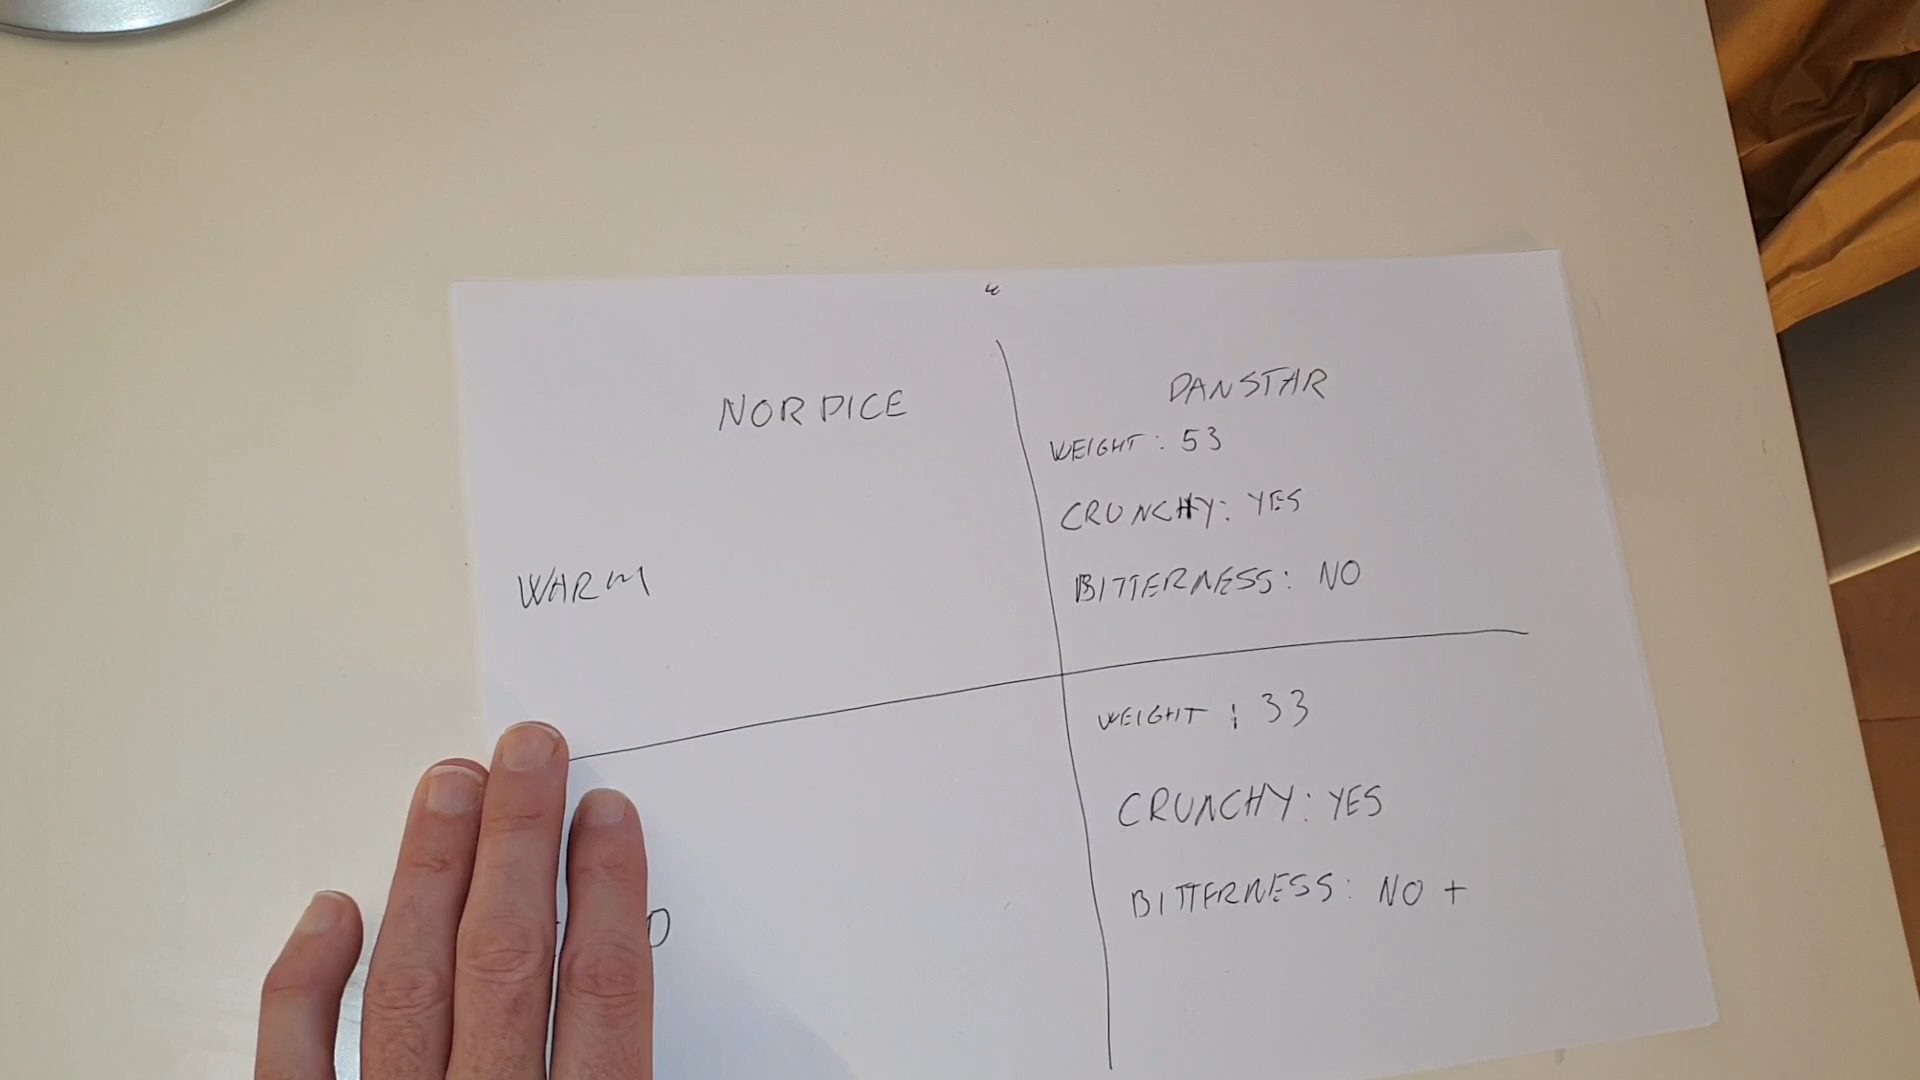 NORDICE
DANSTAR
WEIGHT: 53
CRUNCHY: YES
BITTERNESS: NO
WARM
WEIGHT: 33
CRUNCHY: YES
BITTERNESS: NO +